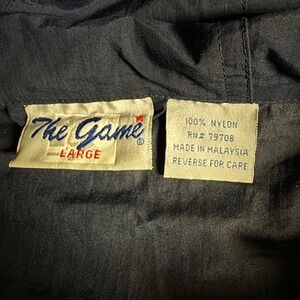 The Game®
LARGE
100% NYLON
RN# 79708
MADE IN MALAYSIA
REVERSE FOR CARE